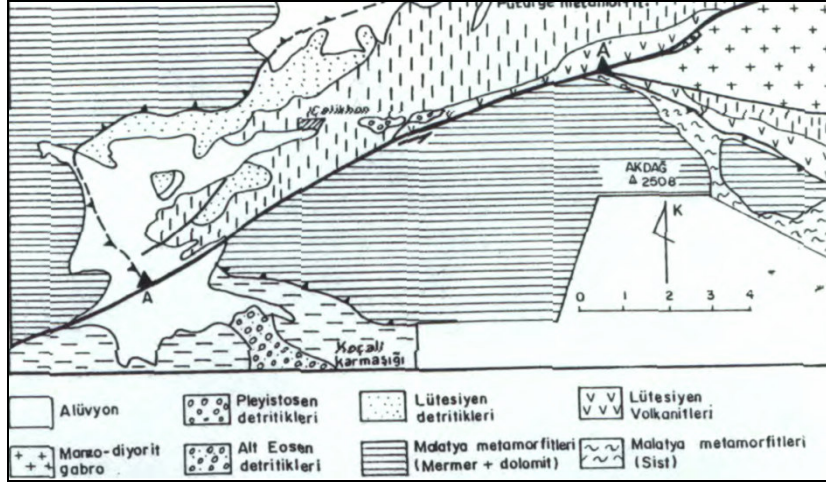 Pütürge metamorfit.
A
Çelikhan
AKDAĞ
Δ 2508
K
0 1 2 3 4
A
Koçali
karmaşığı
Alüvyon
Pleyistosen
detritikleri
Lütesiyen
detritikleri
Lütesiyen
Volkanitleri
Monzo-diyorit
gabro
Alt Eosen
detritikleri
Malatya metamorfitleri
(Mermer + dolomit)
Malatya metamorfitleri
(Sist)